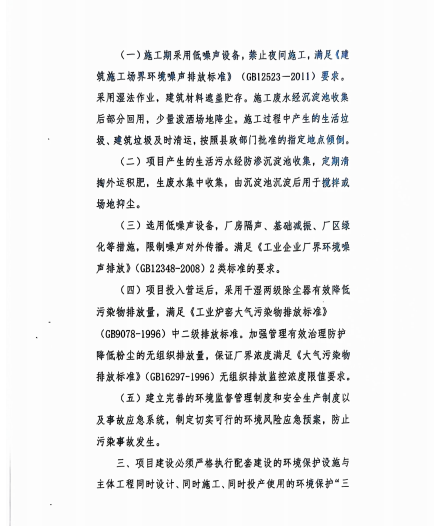 （一）施工期采用低噪声设备，禁止夜间施工，满足《建
筑施工场界环境噪声排放标准》（GB12523－2011）要求。
采用湿法作业，建筑材料遮盖贮存。施工废水经沉淀池收集
后部分回用，少量泼洒场地降尘。施工过程中产生的生活垃
圾、建筑垃圾及时清运，按照县政部门批准的指定地点倾倒。
（二）项目产生的生活污水经防渗沉淀池收集，定期清
掏外运积肥，生废水集中收集，由沉淀池沉淀后用于搅拌或
场地抑尘。
（三）选用低噪声设备，厂房隔声、基础减振、厂区绿
化等措施，限制噪声对外传播。满足《工业企业厂界环境噪
声排放》（GB12348-2008）2 类标准的要求。
（四）项目投入营运后，采用干湿两级除尘器有效降低
污染物排放量，满足《工业炉窑大气污染物排放标准》
（GB9078-1996）中二级排放标准。加强管理有效治理防护
降低粉尘的无组织排放量，保证厂界浓度满足《大气污染物
排放标准》（GB16297-1996）无组织排放监控浓度限值要求。
（五）建立完善的环境监督管理制度和安全生产制度以
及事故应急系统，制定切实可行的环境风险应急预案，防止
污染事故发生。
三、项目建设必须严格执行配套建设的环境保护设施与
主体工程同时设计、同时施工、同时投产使用的环境保护“三